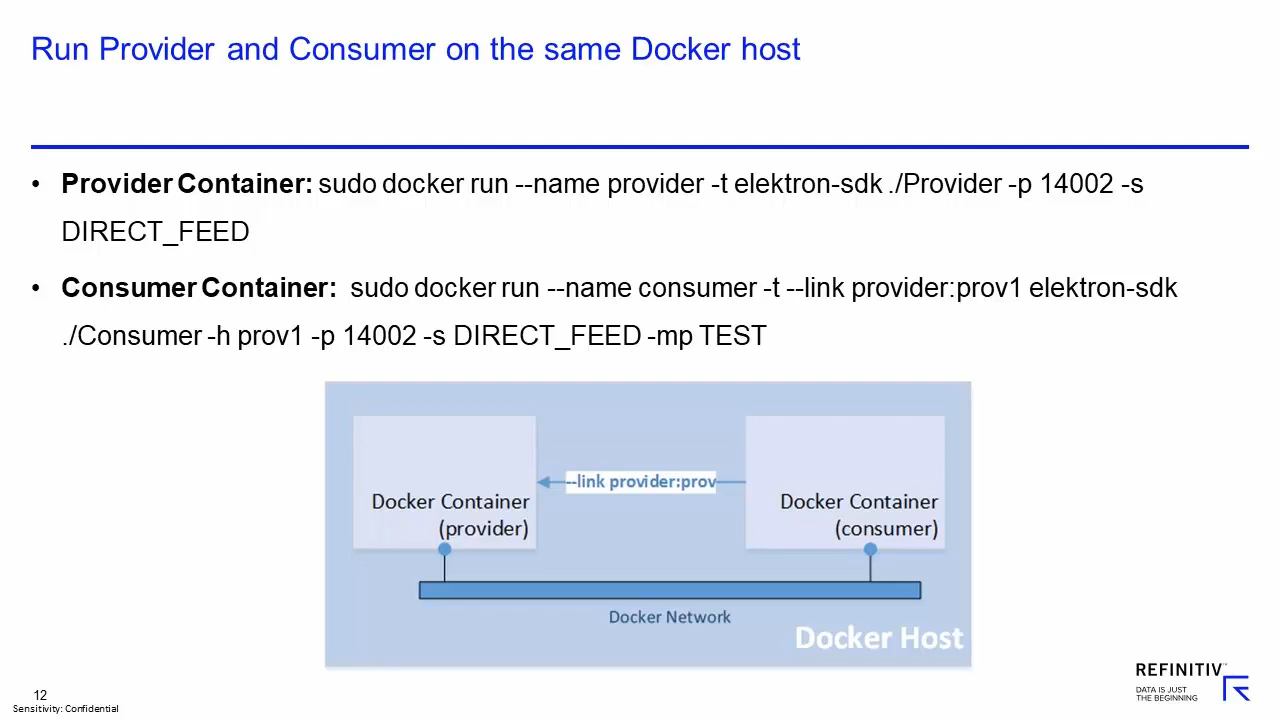 Run Provider and Consumer on the same Docker host
• Provider Container: sudo docker run --name provider -t elektron-sdk ./Provider -p 14002 -s
DIRECT_FEED
• Consumer Container: sudo docker run --name consumer -t --link provider:prov1 elektron-sdk
./Consumer -h prov1 -p 14002 -s DIRECT_FEED -mp TEST
--link provider:prov
Docker Container
(provider)
Docker Container
(consumer)
Docker Network
Docker Host
REFINITIV™
DATA IS JUST
THE BEGINNING
12
Sensitivity: Confidential